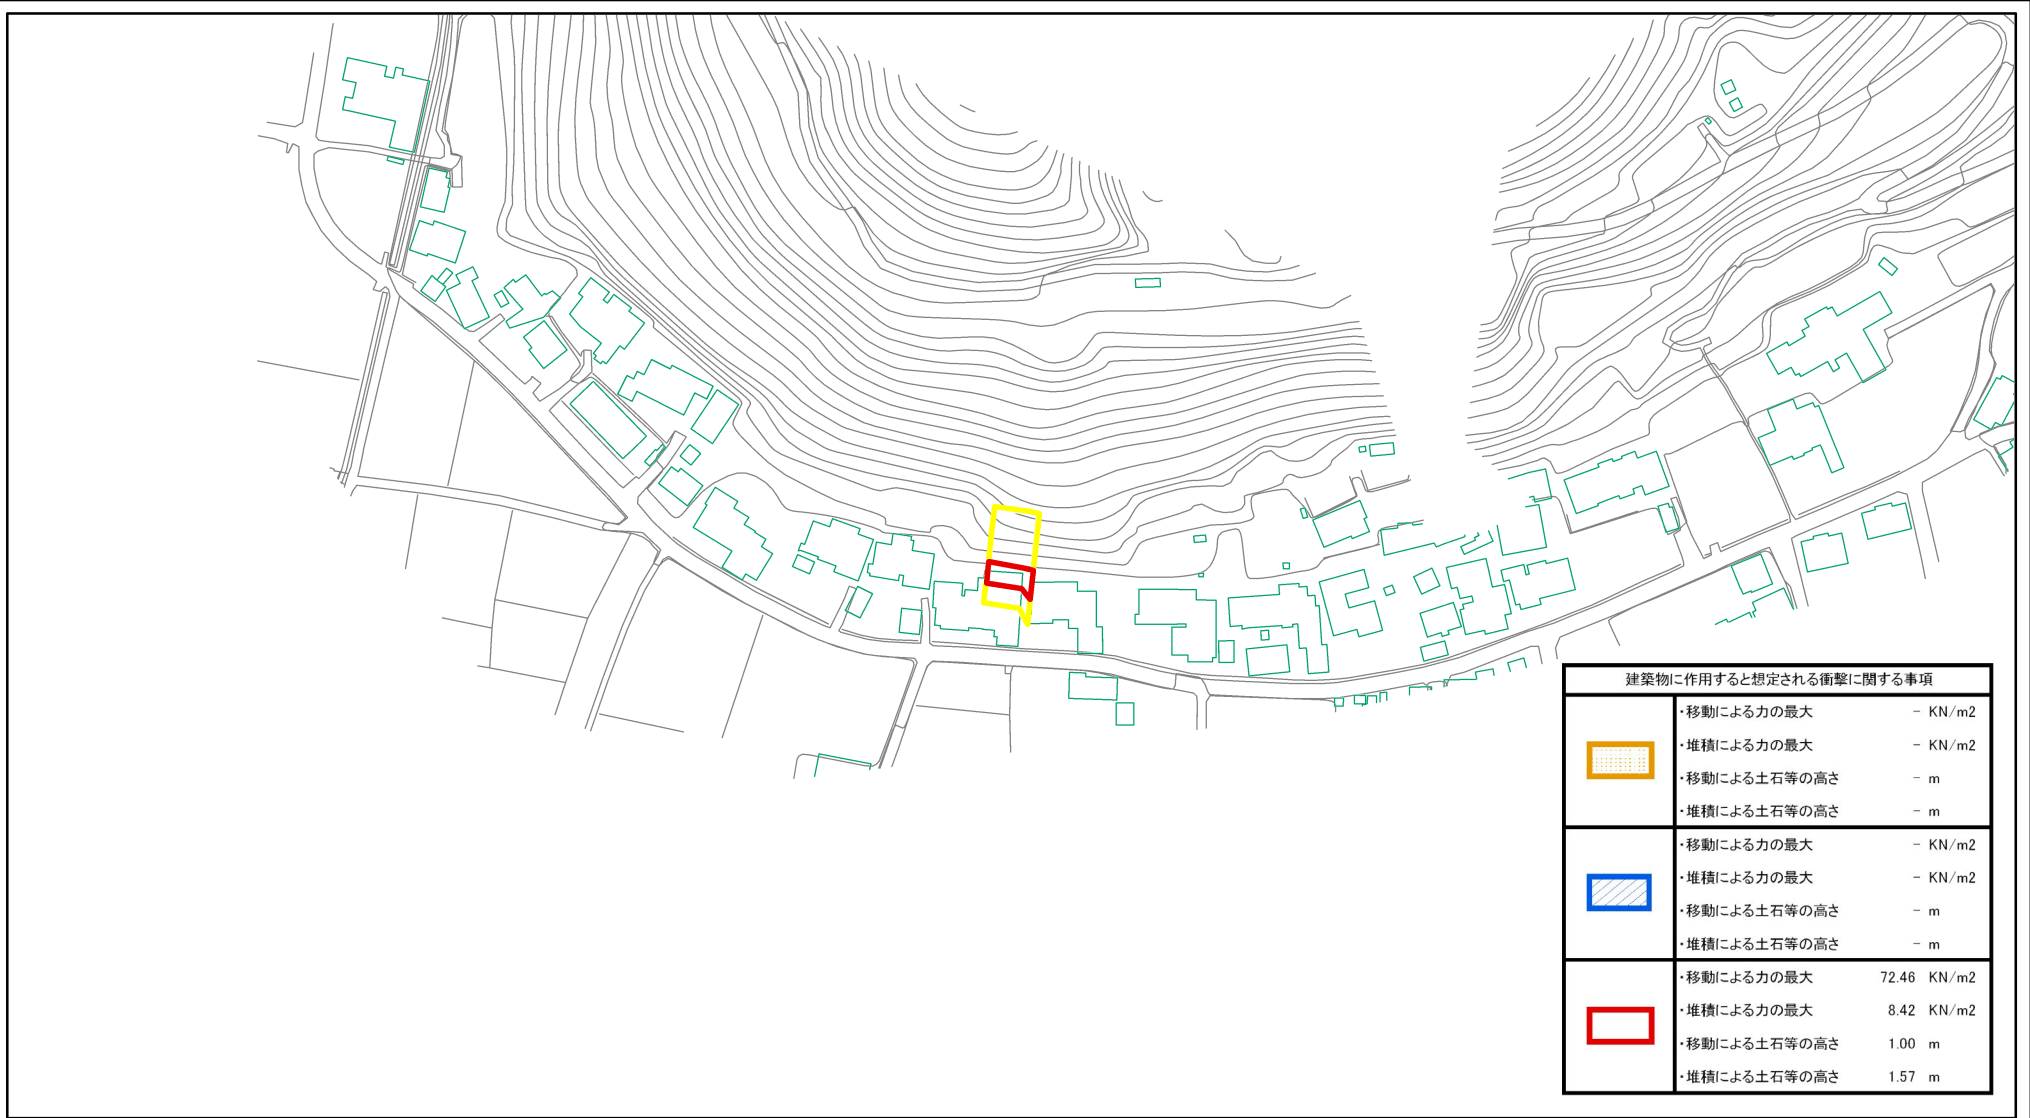 建築物に作用すると想定される衝撃に関する事項
・移動による力の最大 － KN/m2
・堆積による力の最大 － KN/m2
・移動による土石等の高さ － m
・堆積による土石等の高さ － m
・移動による力の最大 － KN/m2
・堆積による力の最大 － KN/m2
・移動による土石等の高さ － m
・堆積による土石等の高さ － m
・移動による力の最大 72.46 KN/m2
・堆積による力の最大 8.42 KN/m2
・移動による土石等の高さ 1.00 m
・堆積による土石等の高さ 1.57 m